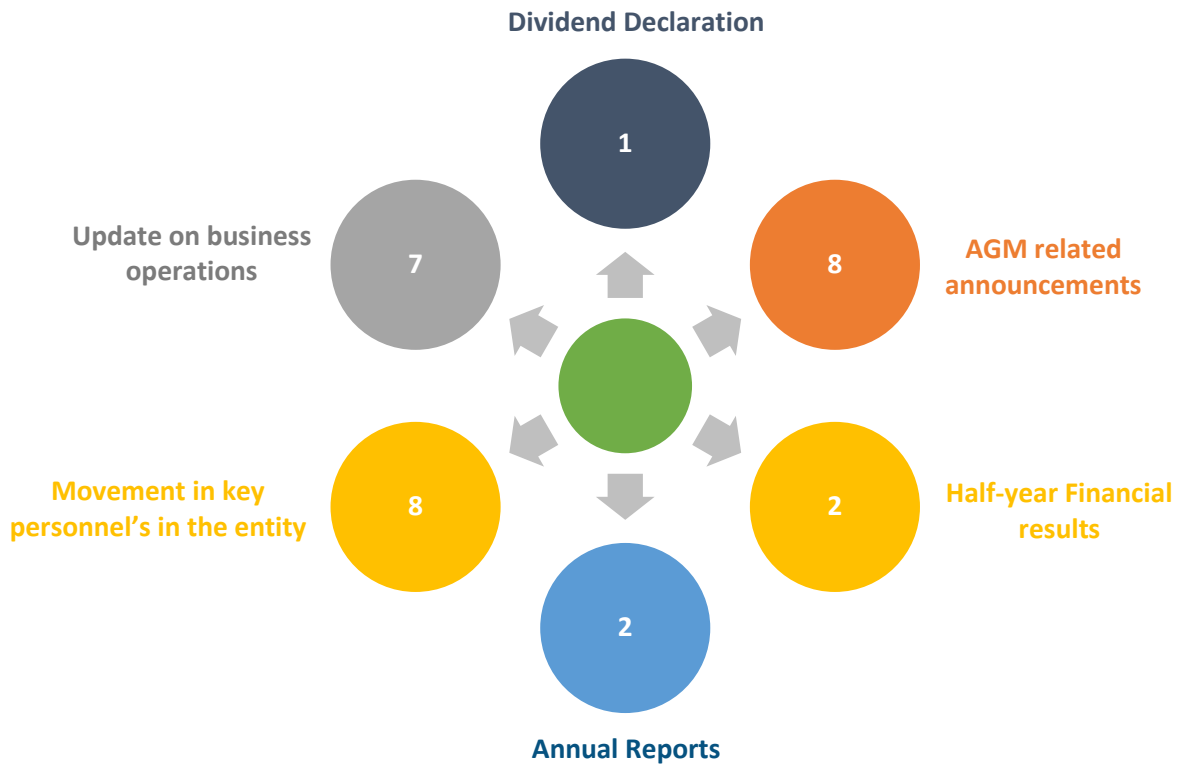 Dividend Declaration
1
Update on business
operations
7
8
AGM related
announcements
Movement in key
personnel's in the entity
8
2
Half-year Financial
results
2
Annual Reports